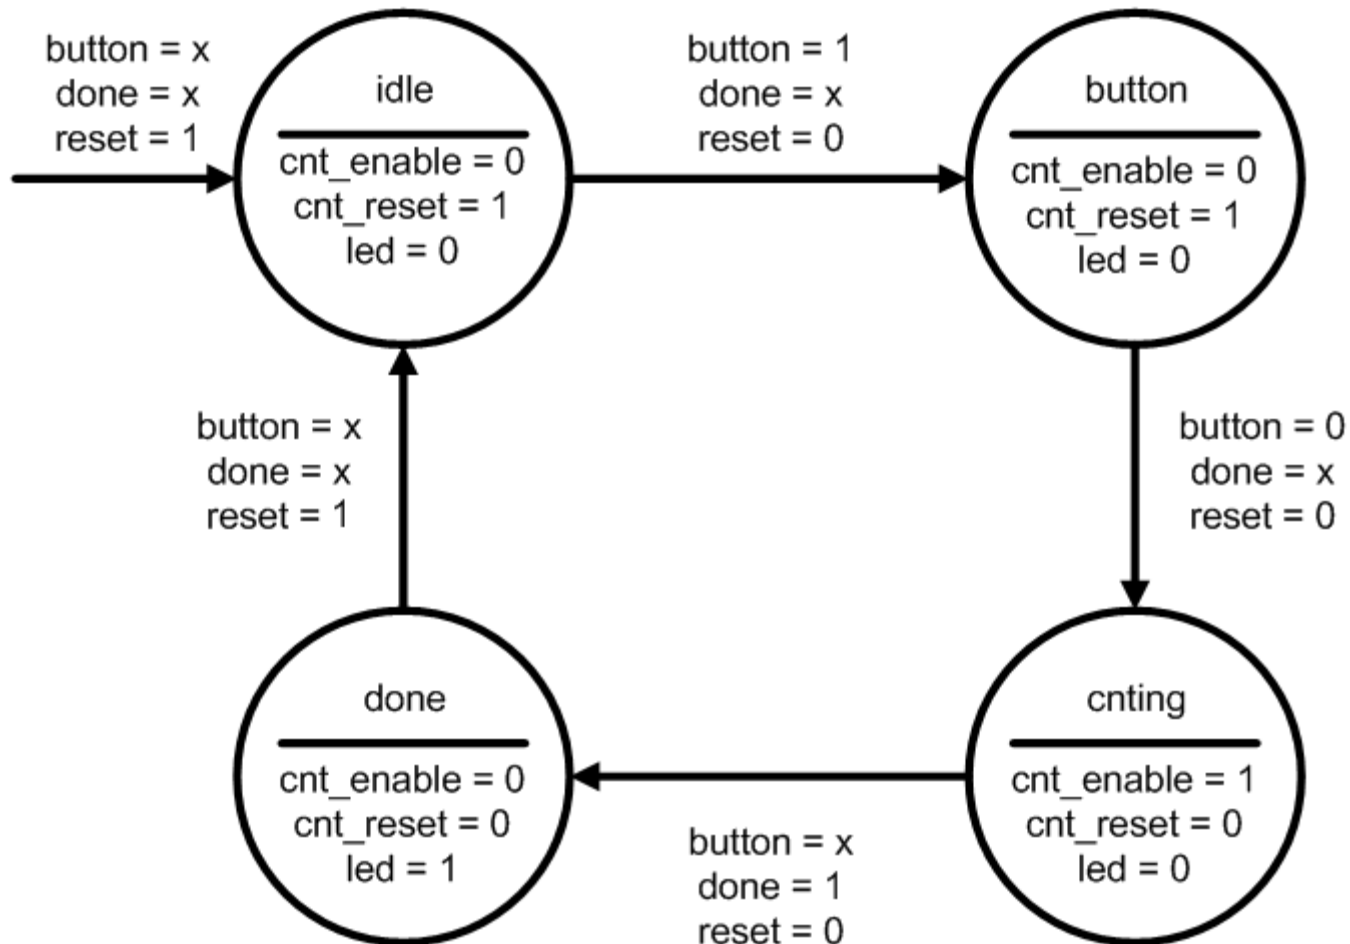 button = x
done = x
reset = 1
idle
cnt_enable = 0
cnt_reset = 1
led = 0
button = 1
done = x
reset = 0
button
cnt_enable = 0
cnt_reset = 1
led = 0
button = x
done = x
reset = 1
button = 0
done = x
reset = 0
done
cnt_enable = 0
cnt_reset = 0
led = 1
button = x
done = 1
reset = 0
cnting
cnt_enable = 1
cnt_reset = 0
led = 0